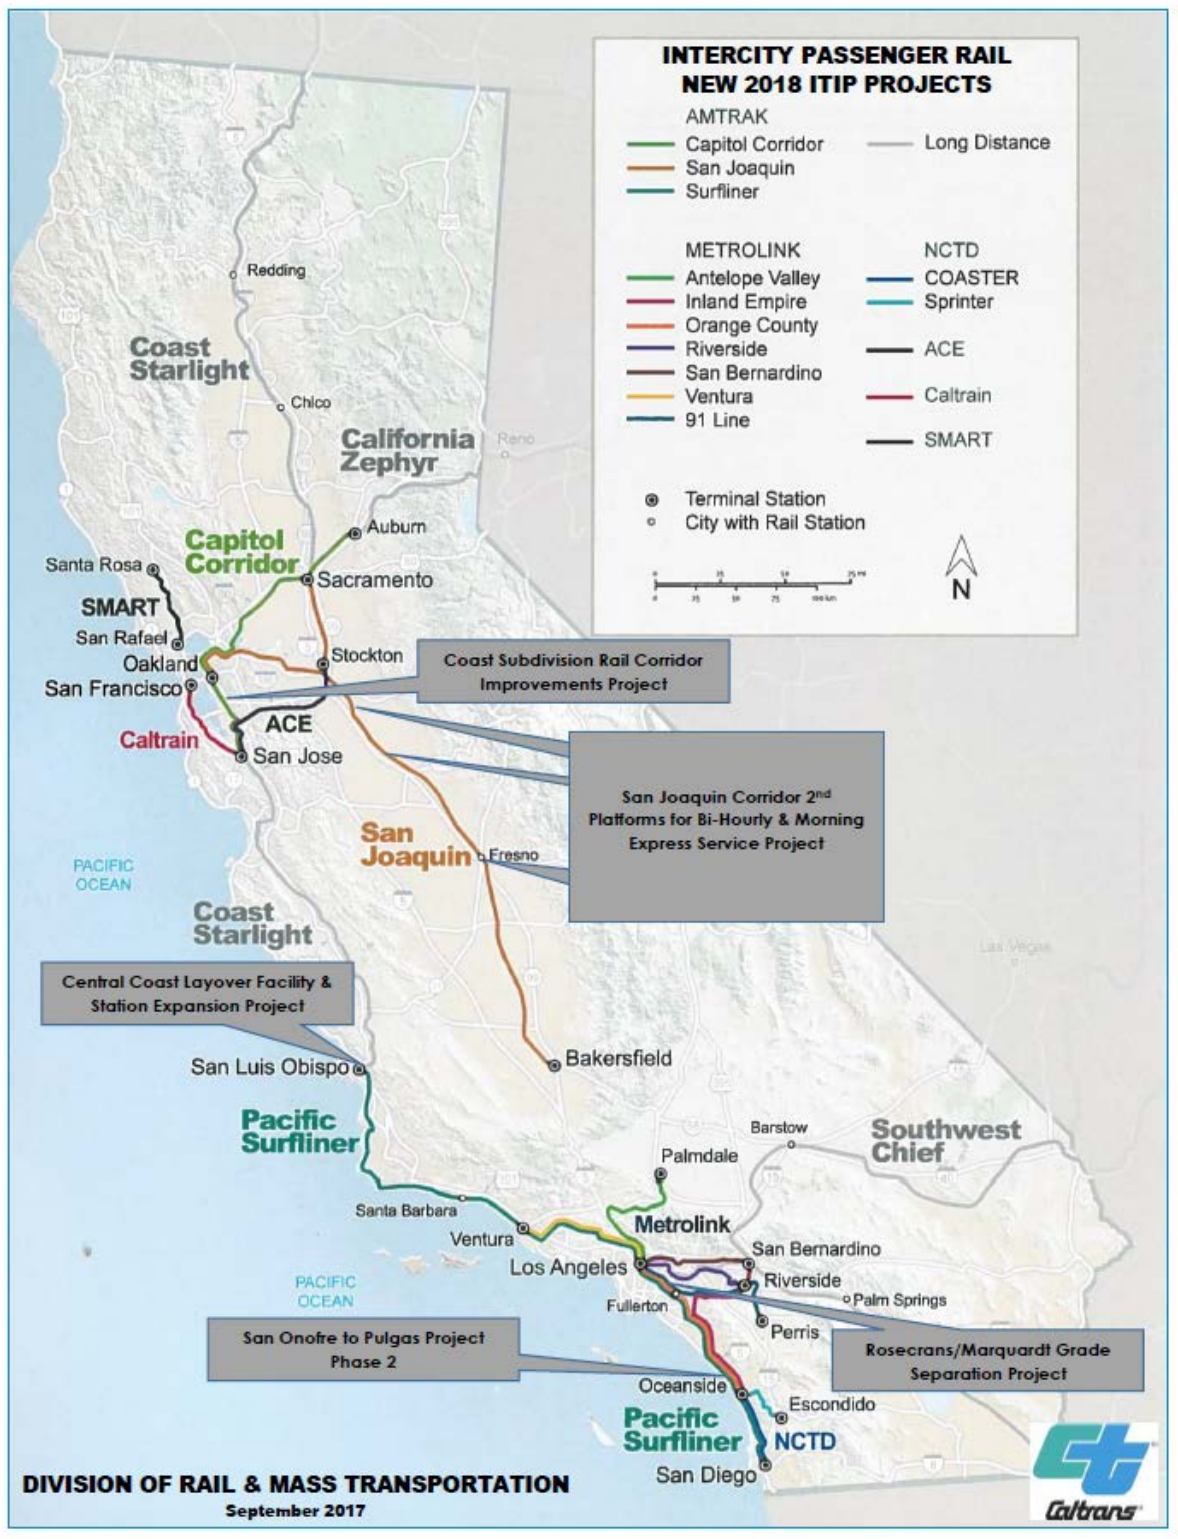 INTERCITY PASSENGER RAIL
NEW 2018 ITIP PROJECTS
AMTRAK
Capitol Corridor
San Joaquin
Surfliner
Long Distance
METROLINK
Antelope Valley
Inland Empire
Orange County
Riverside
San Bernardino
Ventura
91 Line
NCTD
COASTER
Sprinter
ACE
Caltrain
SMART
Terminal Station
City with Rail Station
N
Redding
Coast
Starlight
Chico
California
Zephyr
Reno
Auburn
Capitol
Corridor
Santa Rosa
Sacramento
SMART
San Rafael
Oakland
Stockton
San Francisco
Coast Subdivision Rail Corridor
Improvements Project
ACE
Caltrain
San Jose
San Joaquin Corridor 2nd
Platforms for Bi-Hourly & Morning
Express Service Project
San
Joaquin
Fresno
PACIFIC
OCEAN
Coast
Starlight
Las Vegas
Central Coast Layover Facility &
Station Expansion Project
San Luis Obispo
Bakersfield
Pacific
Surfliner
Barstow
Southwest
Chief
Palmdale
Santa Barbara
Metrolink
Ventura
San Bernardino
Los Angeles
Riverside
PACIFIC
OCEAN
Fullerton
Palm Springs
Perris
San Onofre to Pulgas Project
Phase 2
Rosecrans/Marquardt Grade
Separation Project
Oceanside
Escondido
Pacific
Surfliner
NCTD
San Diego
DIVISION OF RAIL & MASS TRANSPORTATION
September 2017
ct
Caltrans